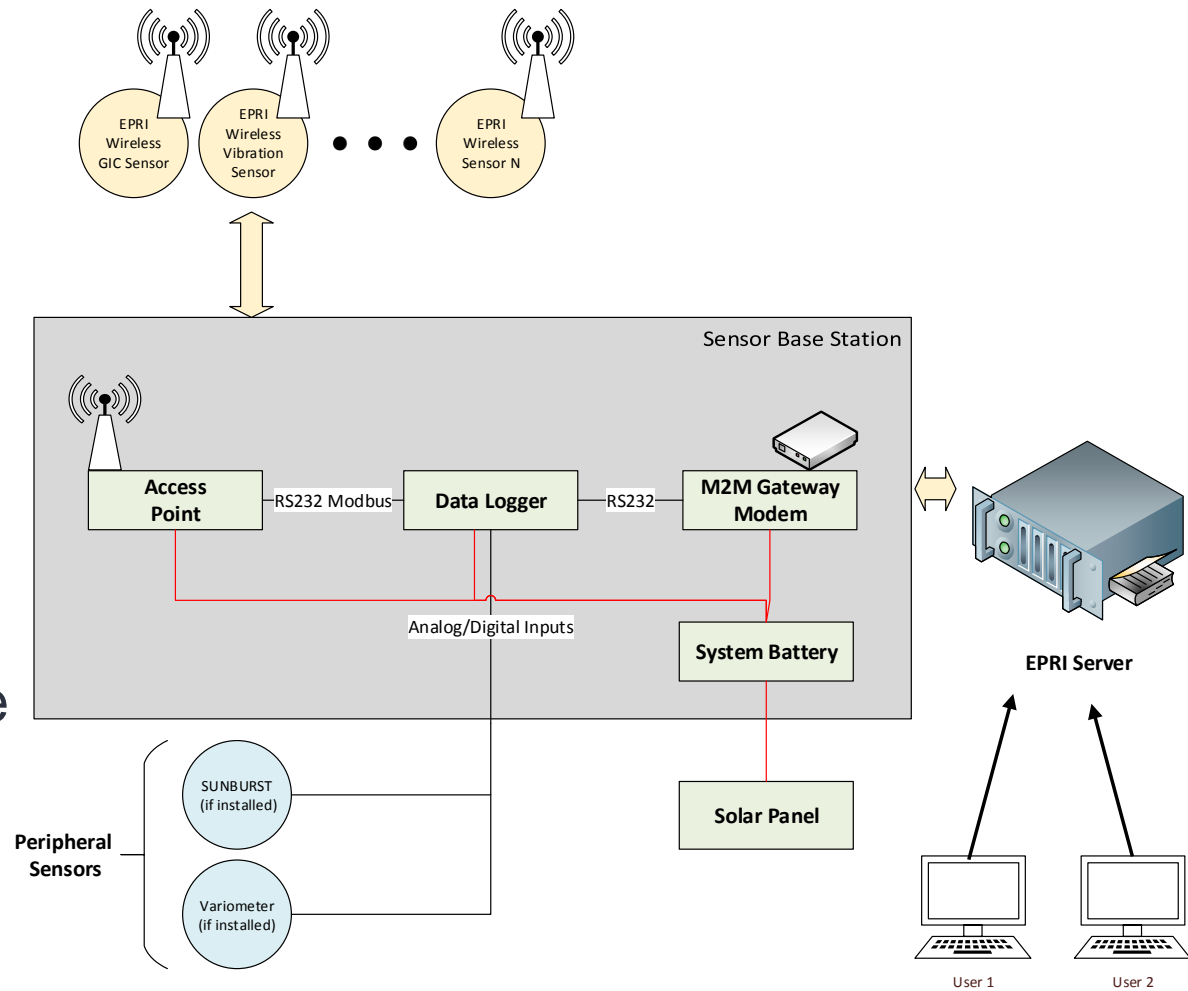 EPRI
Wireless
GIC Sensor
EPRI
Wireless
Vibration
Sensor
EPRI
Wireless
Sensor N
Sensor Base Station
Access
Point
RS232 Modbus
Data Logger
RS232
M2M Gateway
Modem
Analog/Digital Inputs
System Battery
EPRI Server
e
SUNBURST
(if installed)
Solar Panel
Peripheral
Sensors
Variometer
(if installed)
User 1
User 2